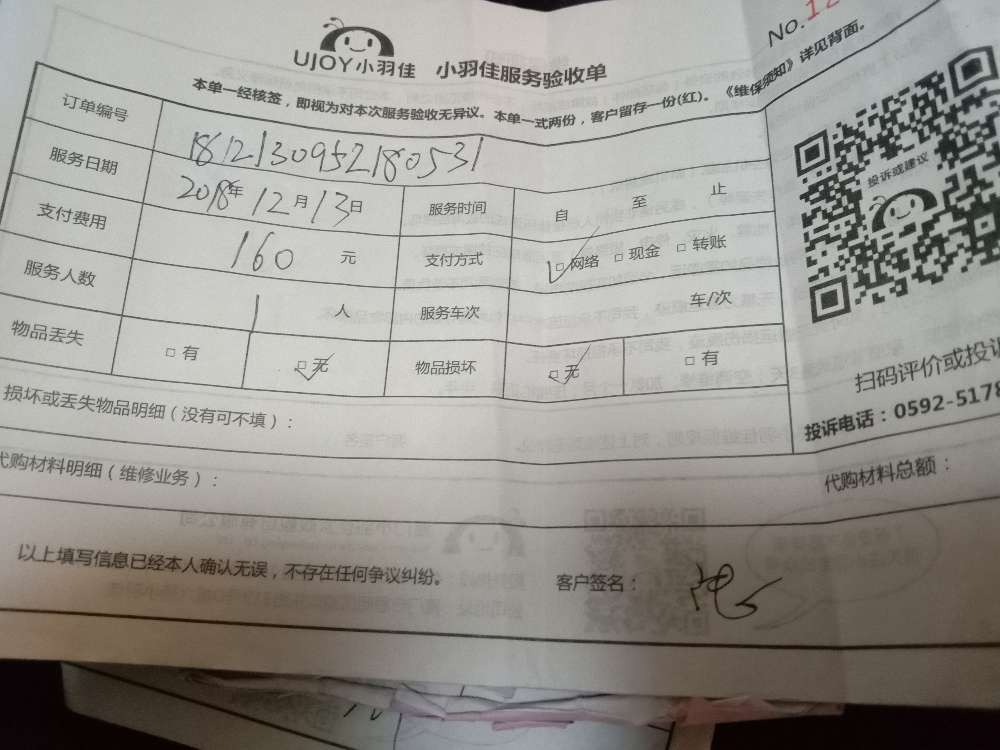 No.12
UJOY小羽佳 小羽佳服务验收单
本单一经核签，即视为对本次服务验收无异议。本单一式两份，客户留存一份(红)。《维保须知》详见背面。
订单编号 1812130952180531
服务日期 2018年12月13日 服务时间 自 至 止
支付费用 160 元 支付方式 □网络 □现金 □转账
服务人数 1 人 服务车次 车/次
物品丢失 □有 □无 物品损坏 □无 □有
投诉或建议
扫码评价或投诉
投诉电话：0592-5178
损坏或丢失物品明细（没有可不填）：
代购材料明细（维修业务）：
代购材料总额：
以上填写信息已经本人确认无误，不存在任何争议纠纷。
客户签名：